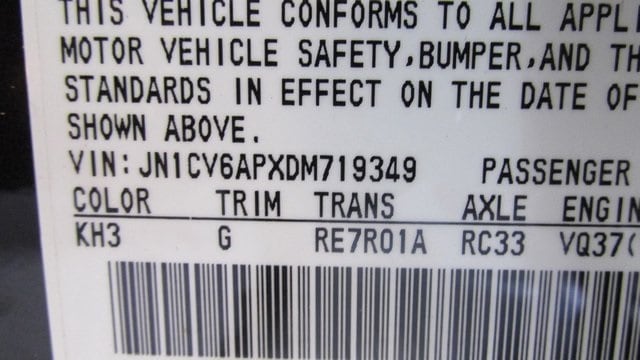 THIS VEHICLE CONFORMS TO ALL APPL
MOTOR VEHICLE SAFETY,BUMPER,AND TH
STANDARDS IN EFFECT ON THE DATE OF
SHOWN ABOVE.
VIN: JN1CV6APXDM719349 PASSENGER
COLOR TRIM TRANS AXLE ENGIN
KH3 G RE7R01A RC33 VQ37(